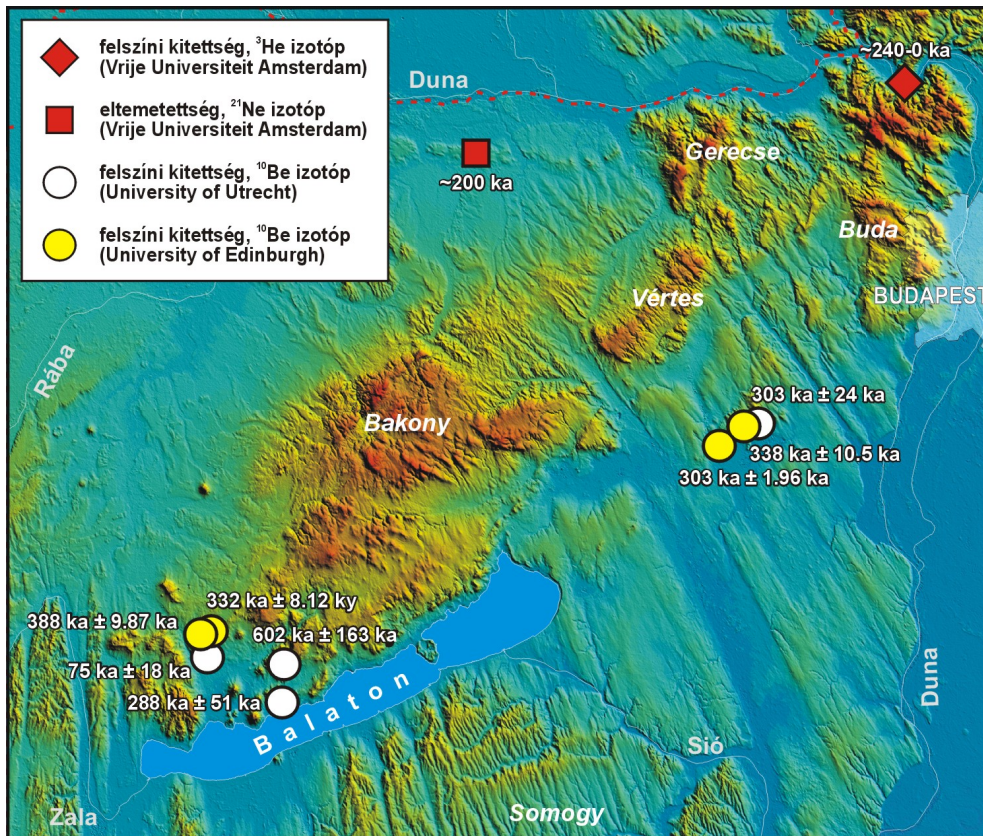 felszíni kitettség, ³He izotóp
(Vrije Universiteit Amsterdam)
eltemetettség, ²¹Ne izotóp
(Vrije Universiteit Amsterdam)
felszíni kitettség, ¹⁰Be izotóp
(University of Utrecht)
felszíni kitettség, ¹⁰Be izotóp
(University of Edinburgh)
~240-0 ka
Duna
~200 ka
Gerecse
Buda
BUDAPEST
Vértes
Rába
Bakony
303 ka ± 24 ka
338 ka ± 10.5 ka
303 ka ± 1.96 ka
332 ka ± 8.12 ky
388 ka ± 9.87 ka
602 ka ± 163 ka
75 ka ± 18 ka
288 ka ± 51 ka
Balaton
Duna
Sió
Somogy
Zala